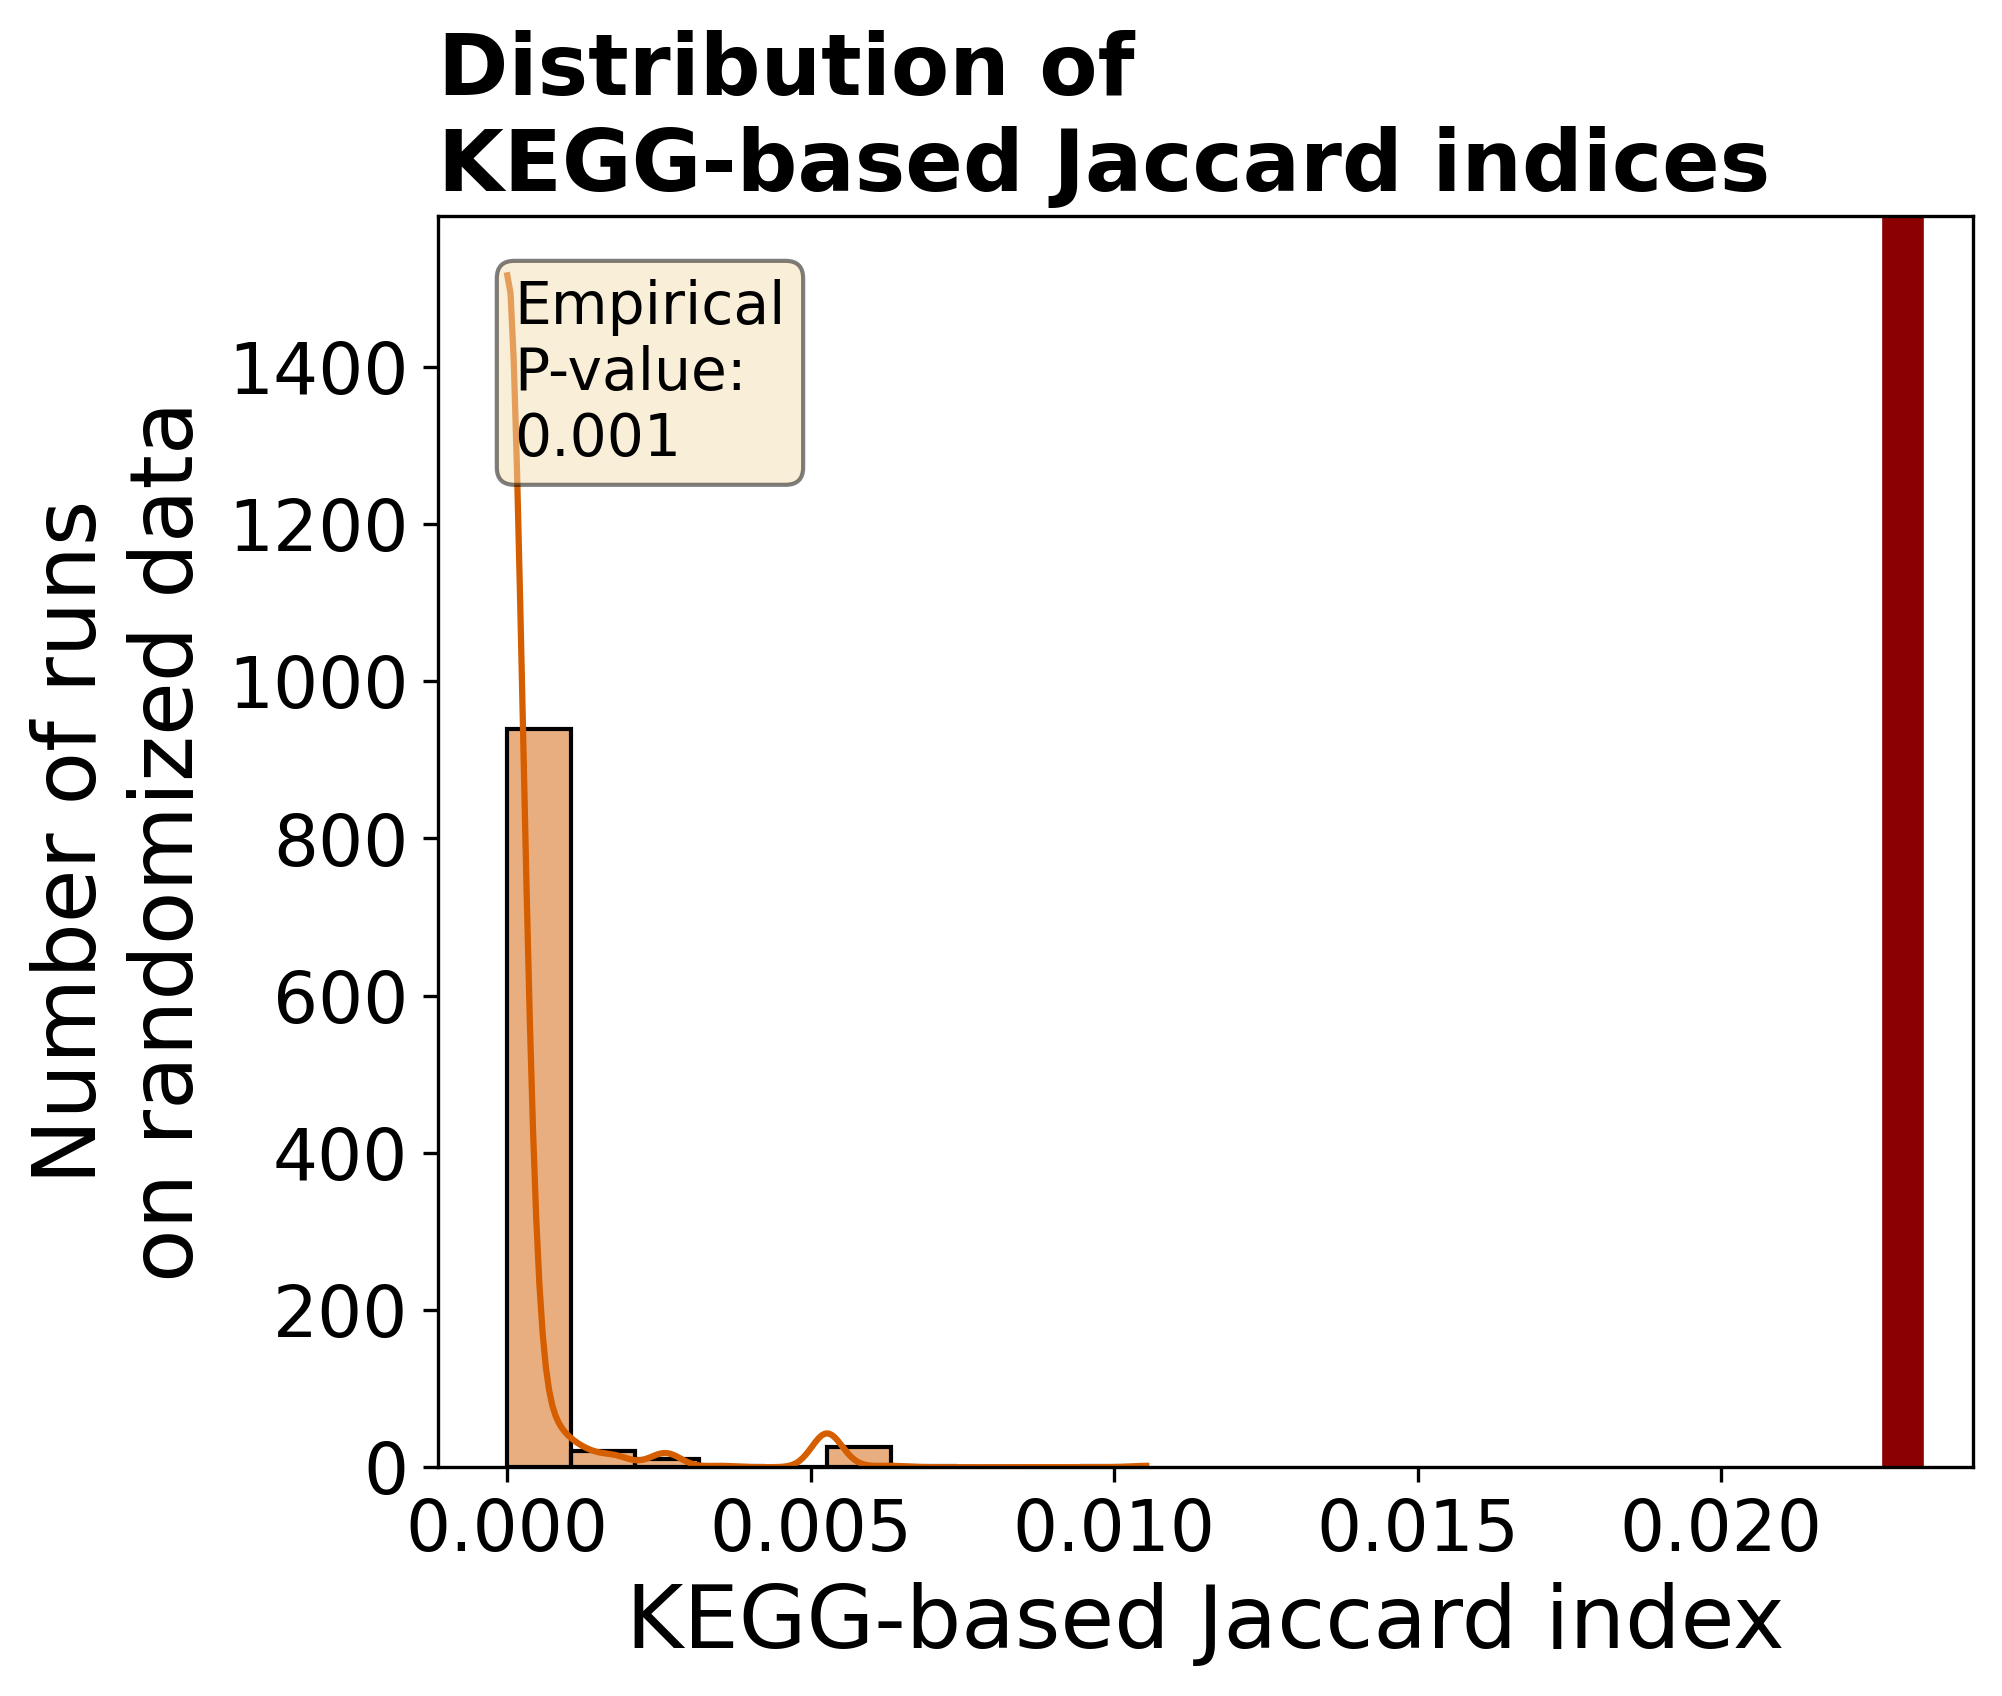 Distribution of
KEGG-based Jaccard indices
Empirical
P-value:
0.001
Number of runs
on randomized data
1400
1200
1000
800
600
400
200
0
0.000
0.005
0.010
0.015
0.020
KEGG-based Jaccard index